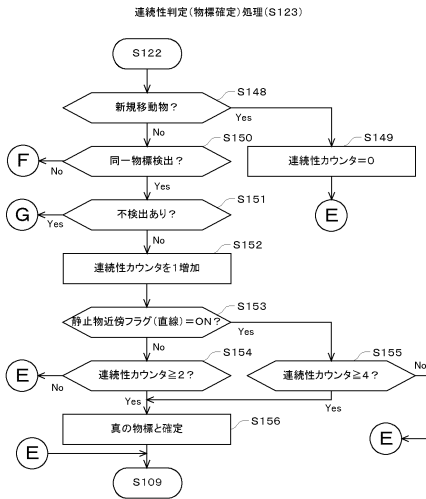 連続性判定(物標確定)処理(S123)
S122
S148
新規移動物?
Yes
No
S150
S149
F
同一物標検出?
連続性カウンタ=0
No
Yes
S151
G
不検出あり?
E
Yes
No
S152
連続性カウンタを1増加
S153
静止物近傍フラグ(直線)=ON?
Yes
No
S154
S155
E
連続性カウンタ≧2?
連続性カウンタ≧4?
No
No
Yes
Yes
S156
真の物標と確定
E
E
S109